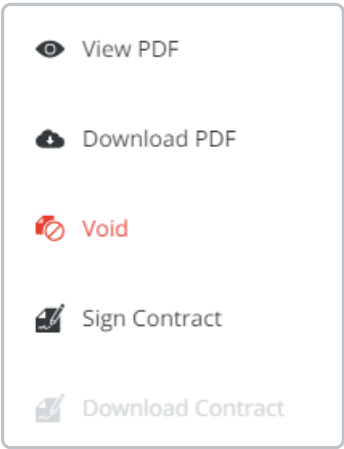 View PDF
Download PDF
Void
Sign Contract
Download Contract